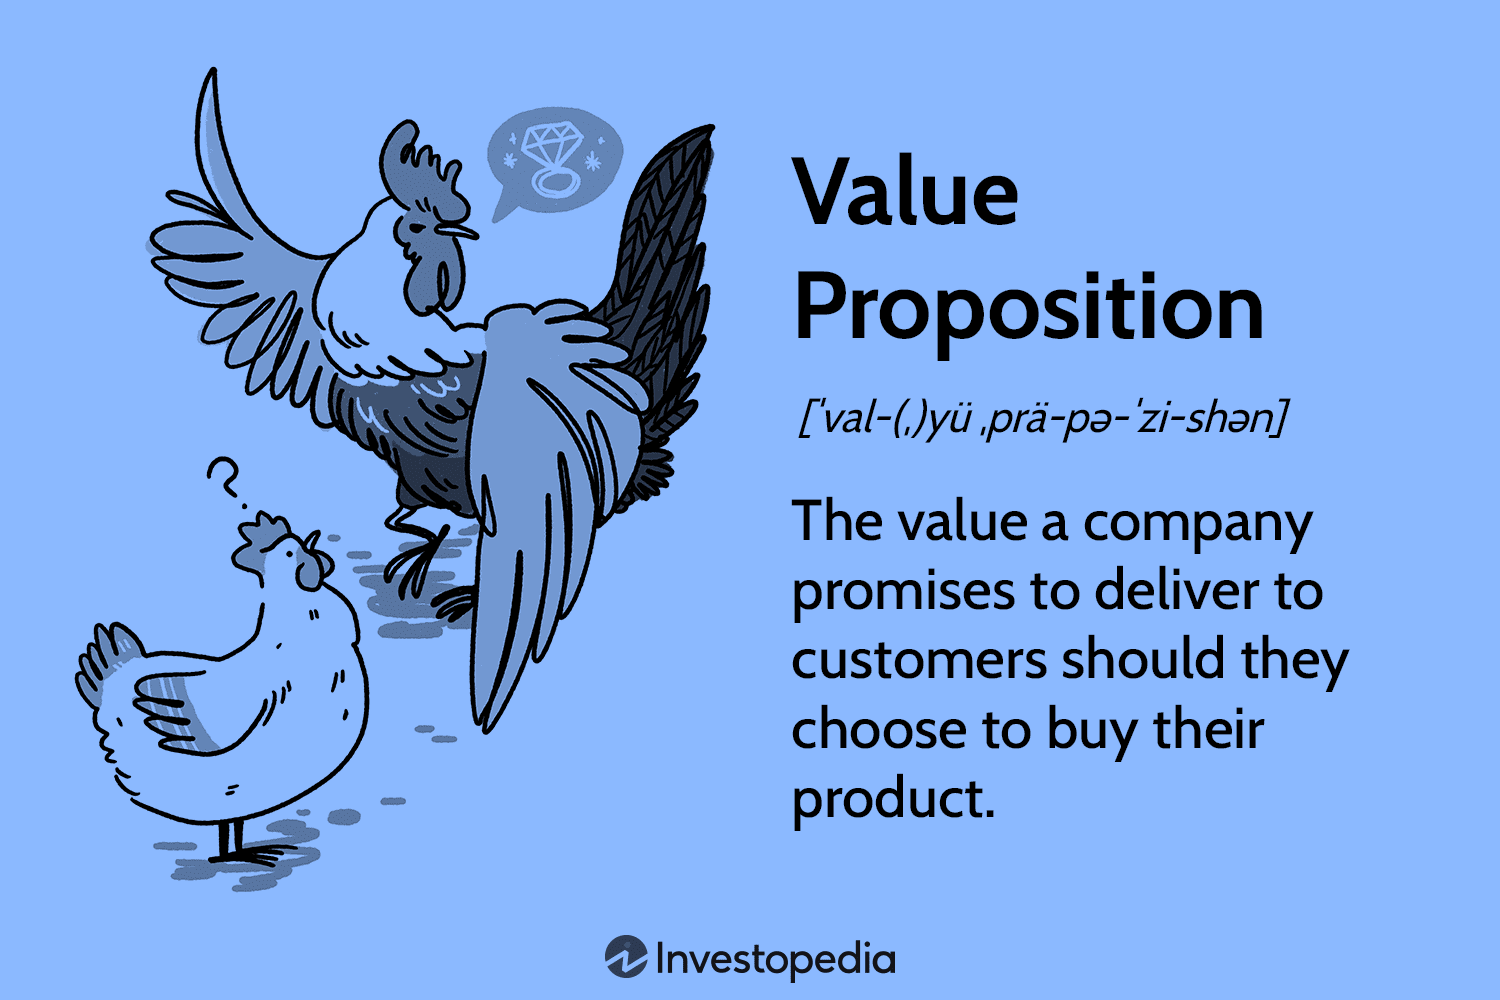 ?
Value
Proposition
[ˈval-(ˌ)yü ˌprä-pə-ˈzi-shən]
The value a company
promises to deliver to
customers should they
choose to buy their
product.
Investopedia